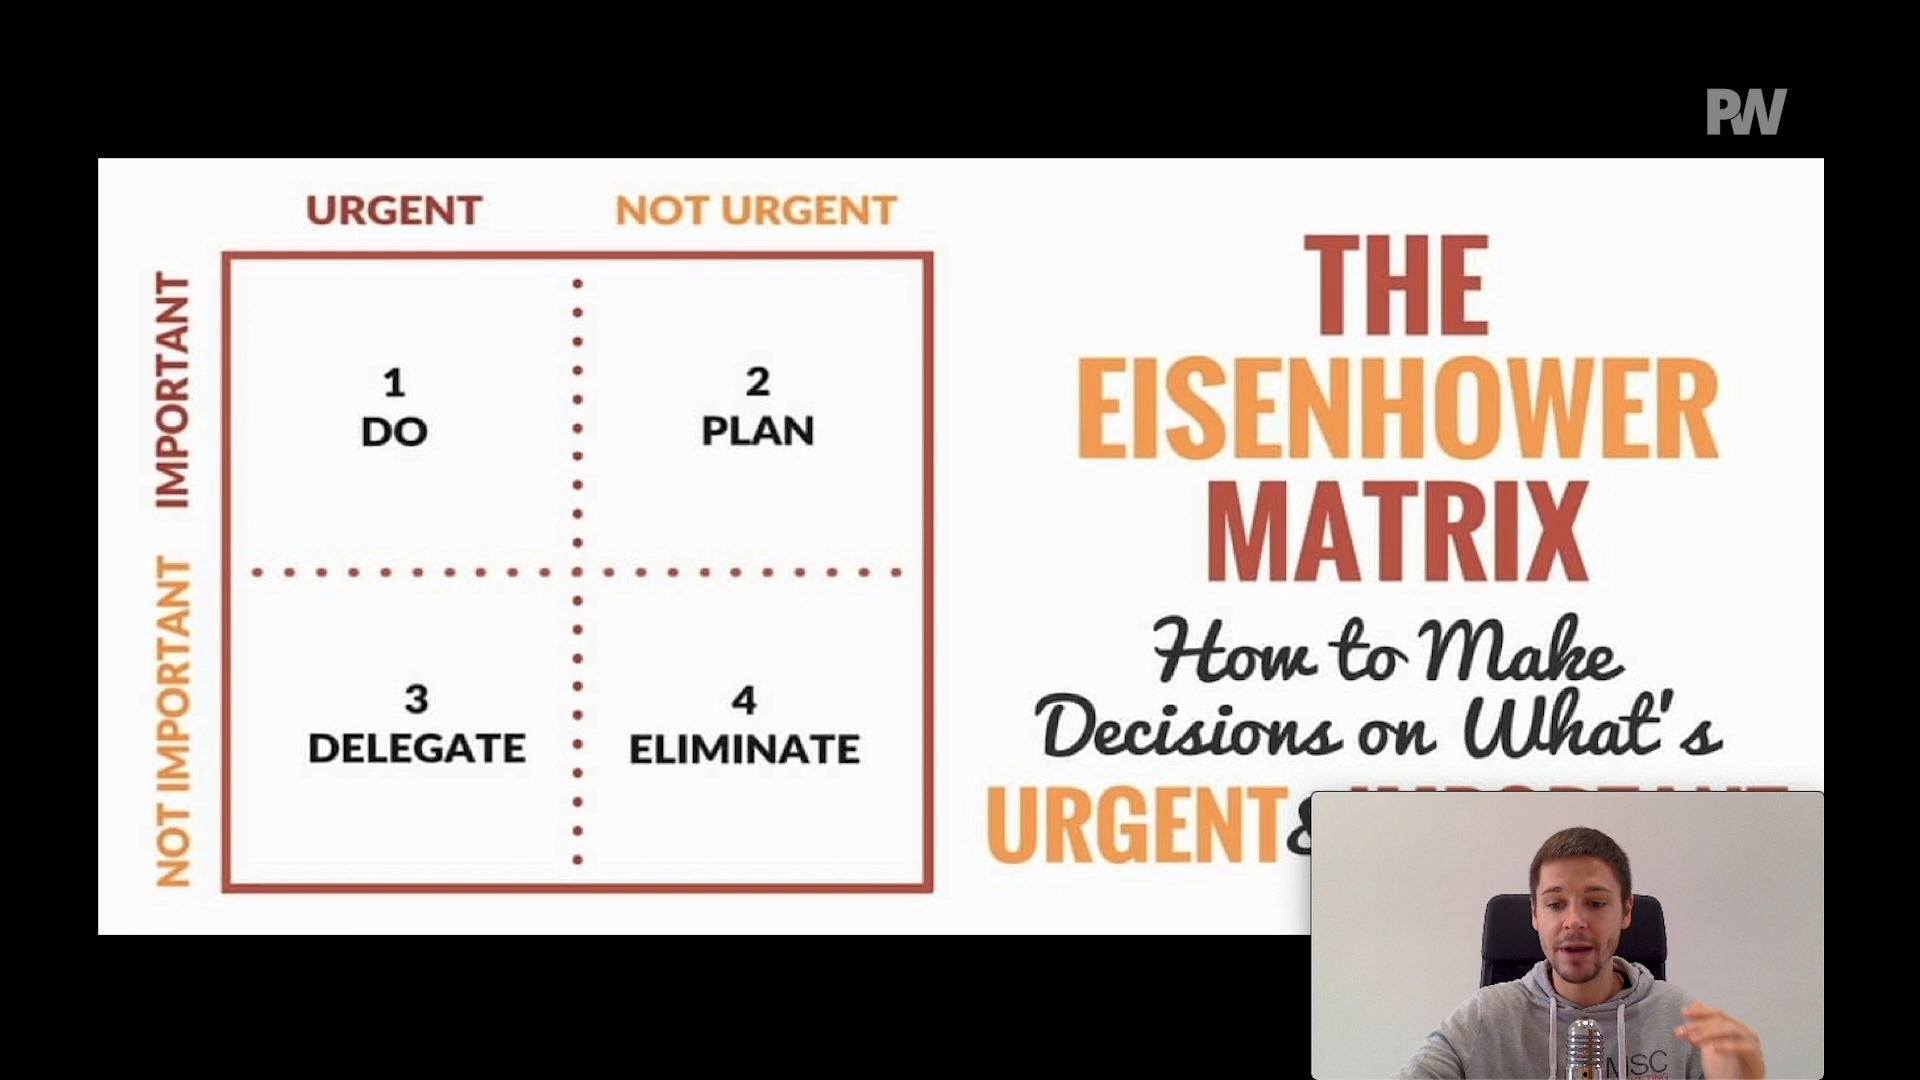 PW
URGENT NOT URGENT
IMPORTANT
1
DO
2
PLAN
NOT IMPORTANT
3
DELEGATE
4
ELIMINATE
THE
EISENHOWER
MATRIX
How to Make
Decisions on What's
URGENT&
MSC